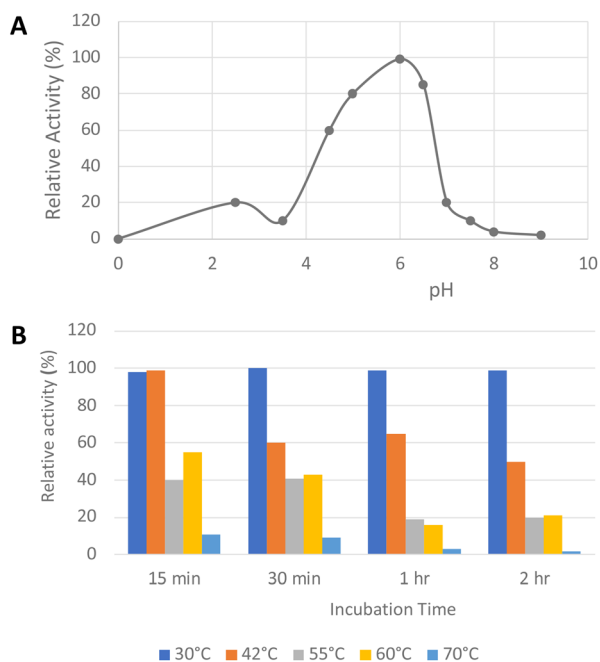 A
Relative Activity (%)
120
100
80
60
40
20
0
0 2 4 6 8 10
pH
B
Relative activity (%)
120
100
80
60
40
20
0
15 min 30 min 1 hr 2 hr
Incubation Time
30°C 42°C 55°C 60°C 70°C